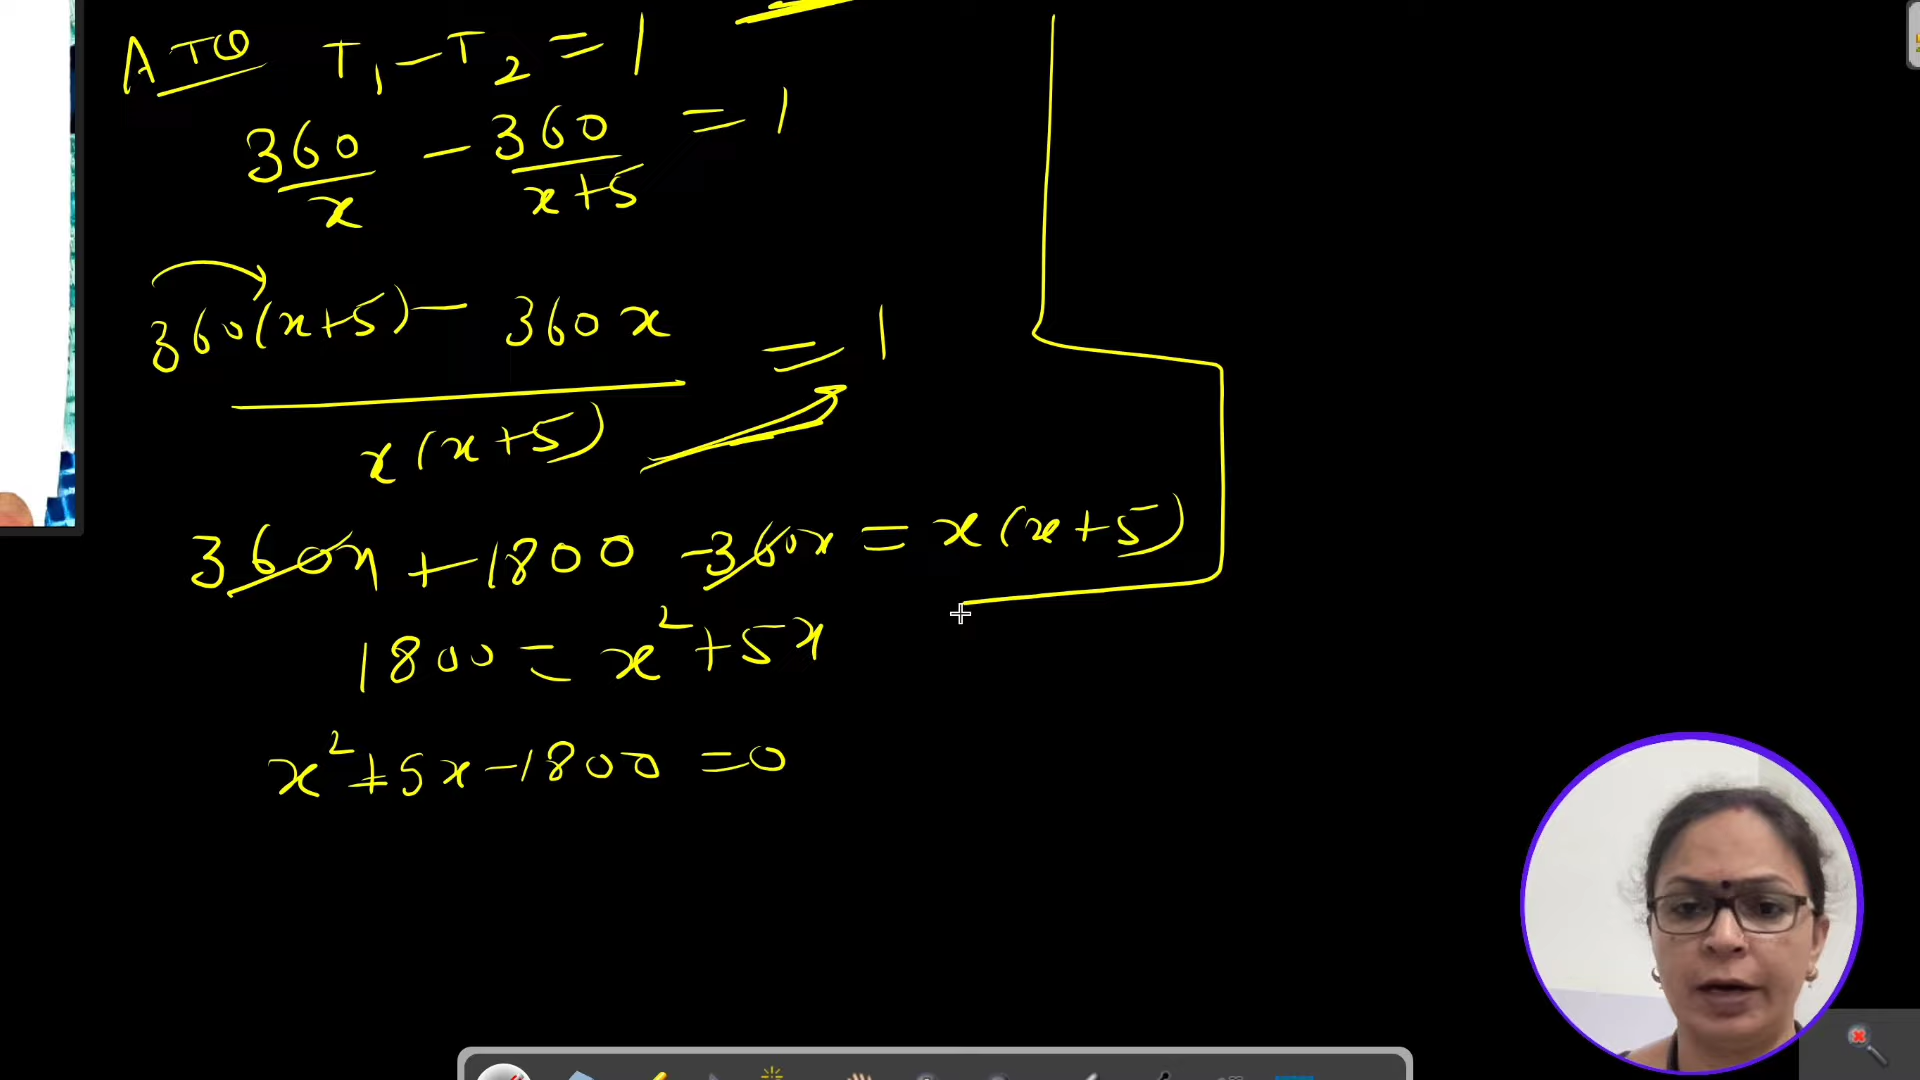 ATQ T₁ - T₂ = 1
360/x - 360/x+5 = 1
360(x+5) - 360x / x(x+5) = 1
360x + 1800 - 360x = x(x+5)
1800 = x² + 5x
x² + 5x - 1800 = 0